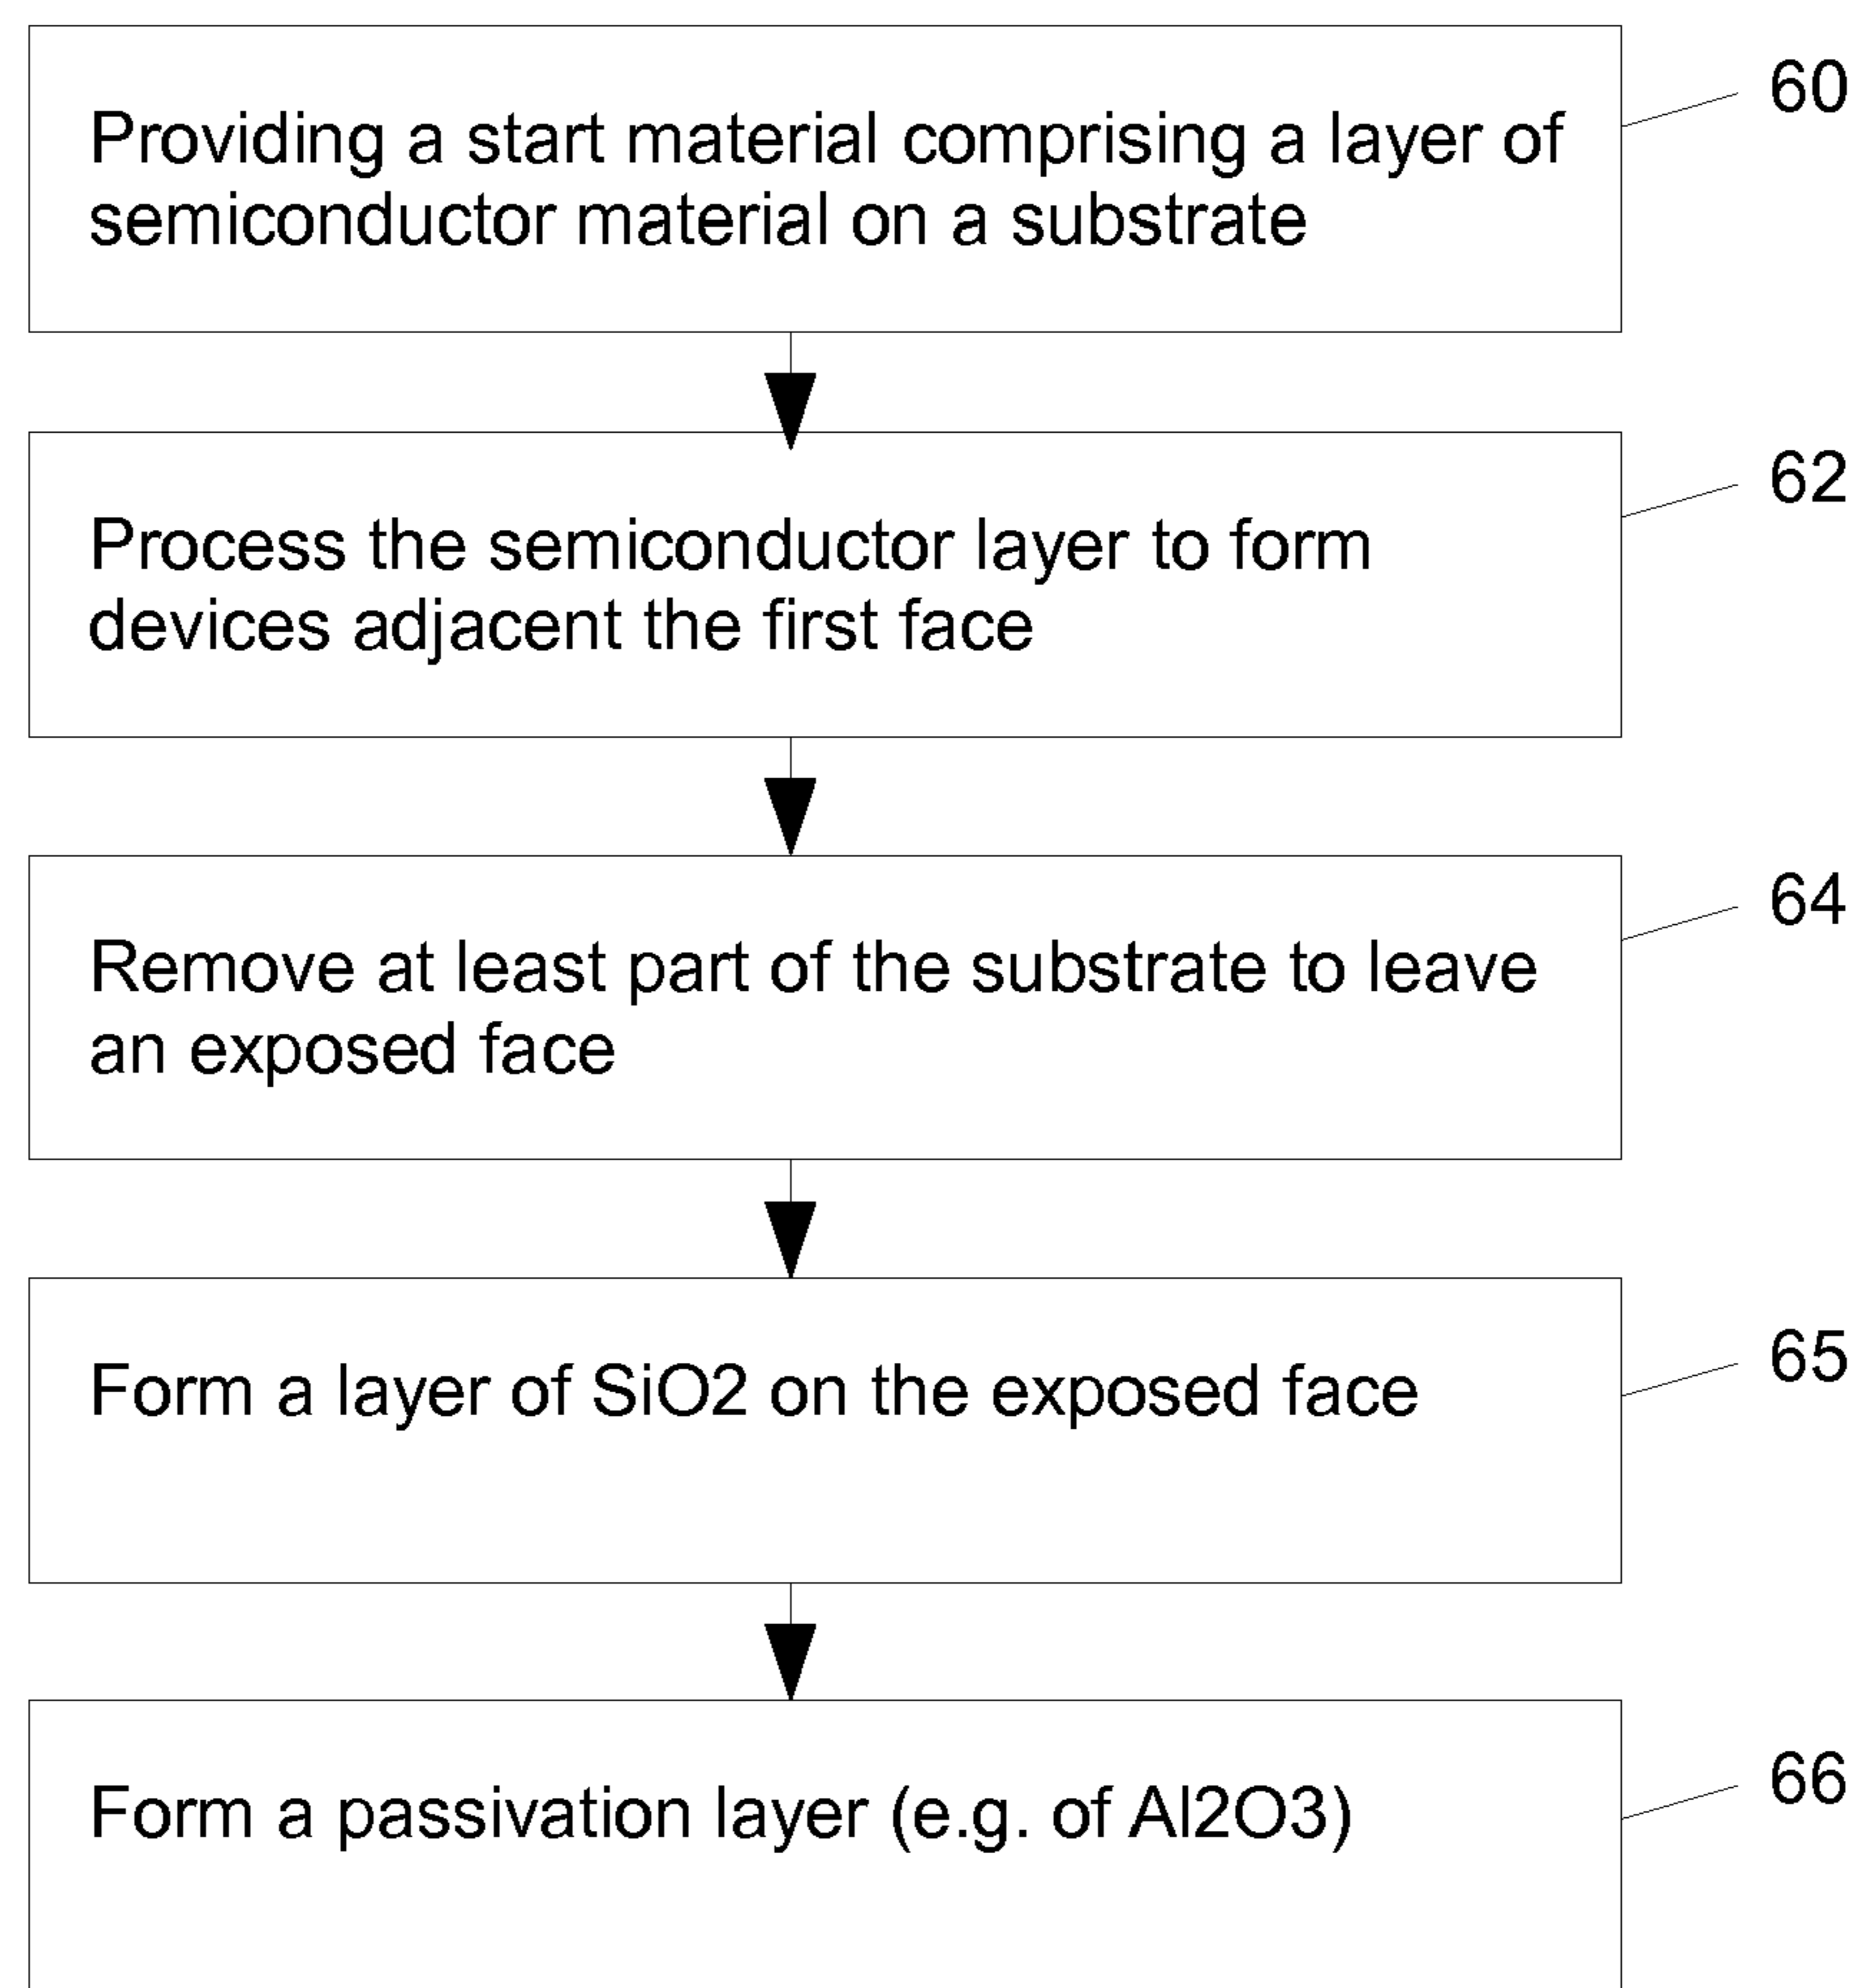 60
Providing a start material comprising a layer of
semiconductor material on a substrate
62
Process the semiconductor layer to form
devices adjacent the first face
64
Remove at least part of the substrate to leave
an exposed face
65
Form a layer of SiO2 on the exposed face
66
Form a passivation layer (e.g. of Al2O3)